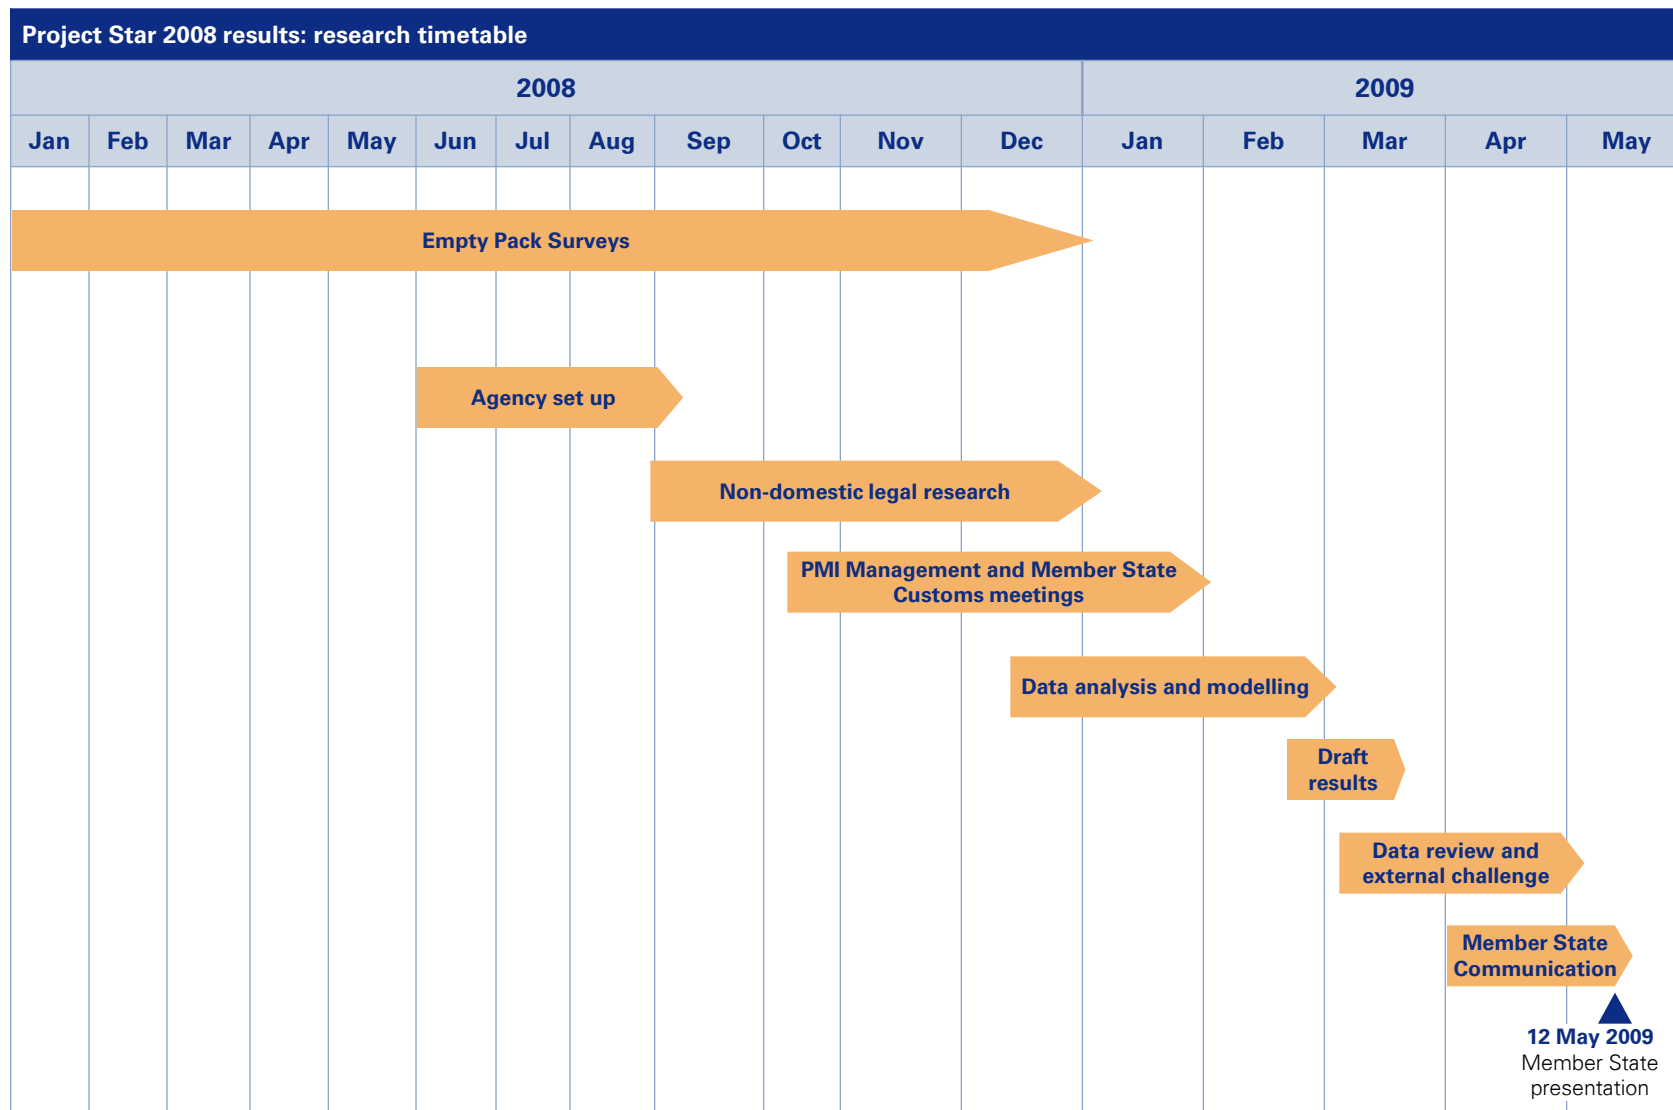 Project Star 2008 results: research timetable
2008 2009
Jan Feb Mar Apr May Jun Jul Aug Sep Oct Nov Dec Jan Feb Mar Apr May
Empty Pack Surveys
Agency set up
Non-domestic legal research
PMI Management and Member State
Customs meetings
Data analysis and modelling
Draft
results
Data review and
external challenge
Member State
Communication
12 May 2009
Member State
presentation